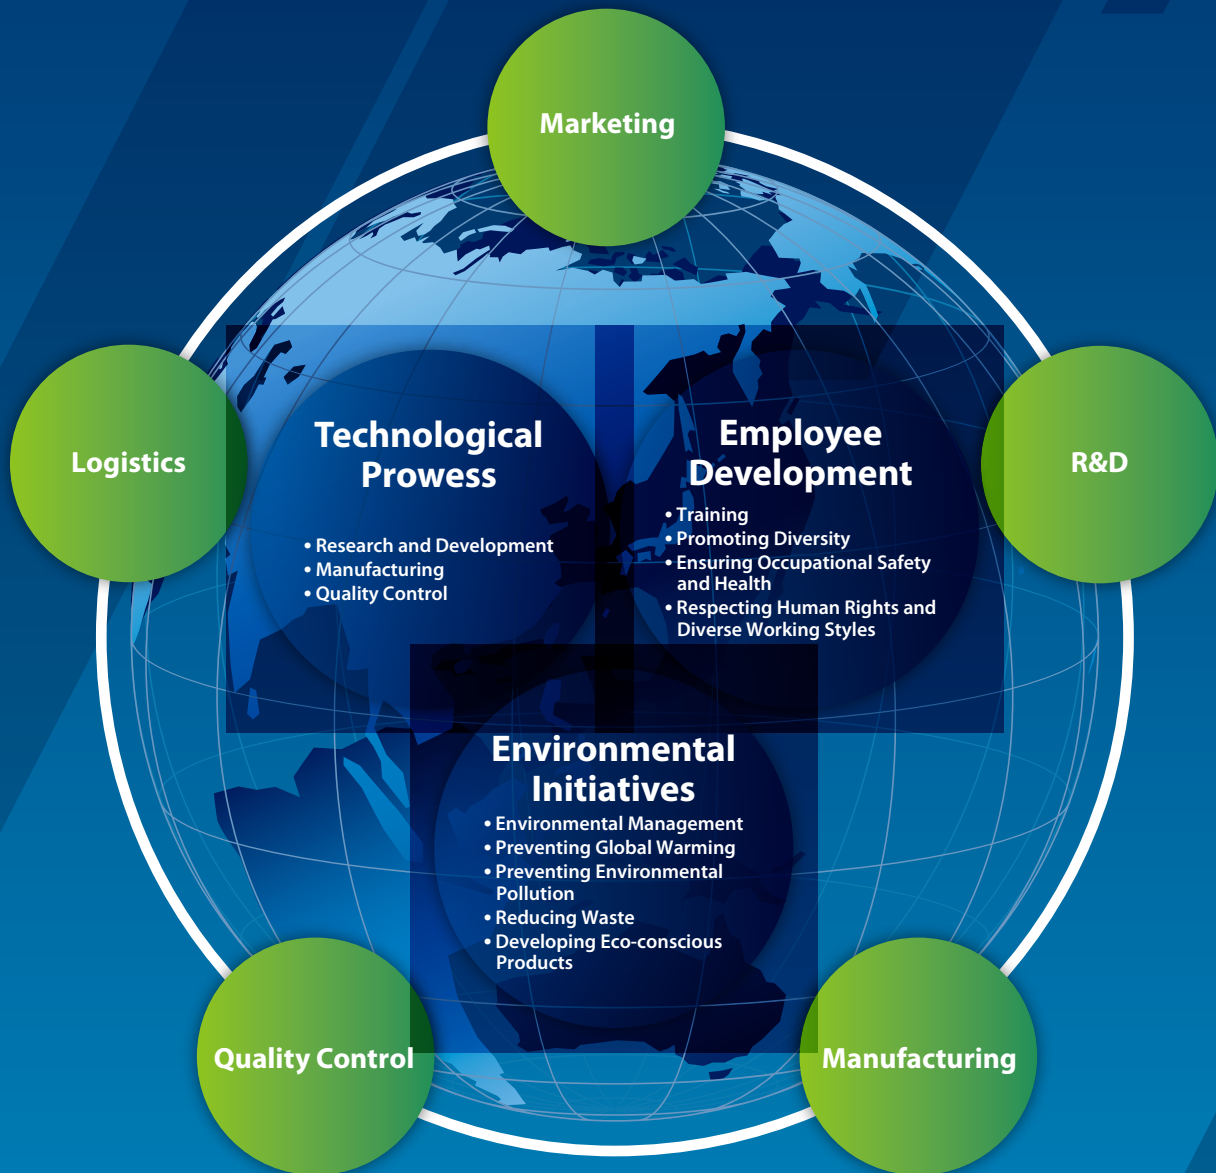 Marketing
Logistics
R&D
Technological
Prowess
• Research and Development
• Manufacturing
• Quality Control
Employee
Development
• Training
• Promoting Diversity
• Ensuring Occupational Safety
and Health
• Respecting Human Rights and
Diverse Working Styles
Environmental
Initiatives
• Environmental Management
• Preventing Global Warming
• Preventing Environmental
Pollution
• Reducing Waste
• Developing Eco-conscious
Products
Quality Control
Manufacturing